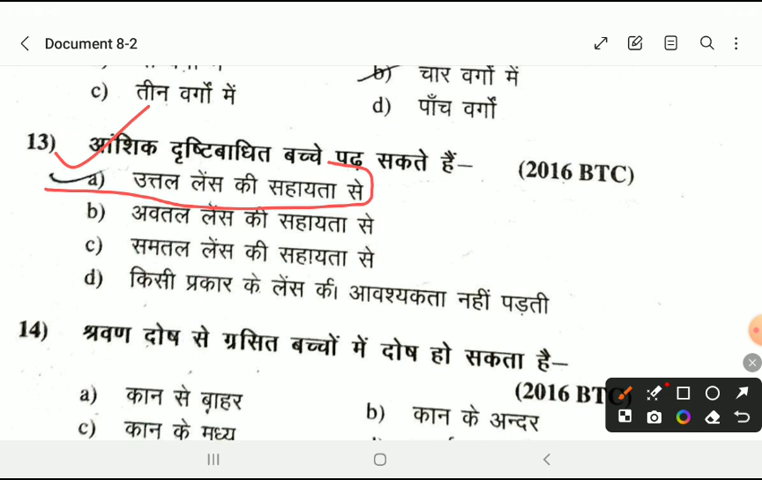 Document 8-2
b) चार वर्गो में
c) तीन वर्गों में
d) पाँच वर्गों
13) आंशिक दृष्टिबाधित बच्चे पढ़ सकते हैं– (2016 BTC)
a) उत्तल लेंस की सहायता से
b) अवतल लेंस की सहायता से
c) समतल लेंस की सहायता से
d) किसी प्रकार के लेंस की आवश्यकता नहीं पड़ती
14) श्रवण दोष से ग्रसित बच्चों में दोष हो सकता है–
(2016 BTC
a) कान से बाहर
b) कान के अन्दर
c) कान के मध्य